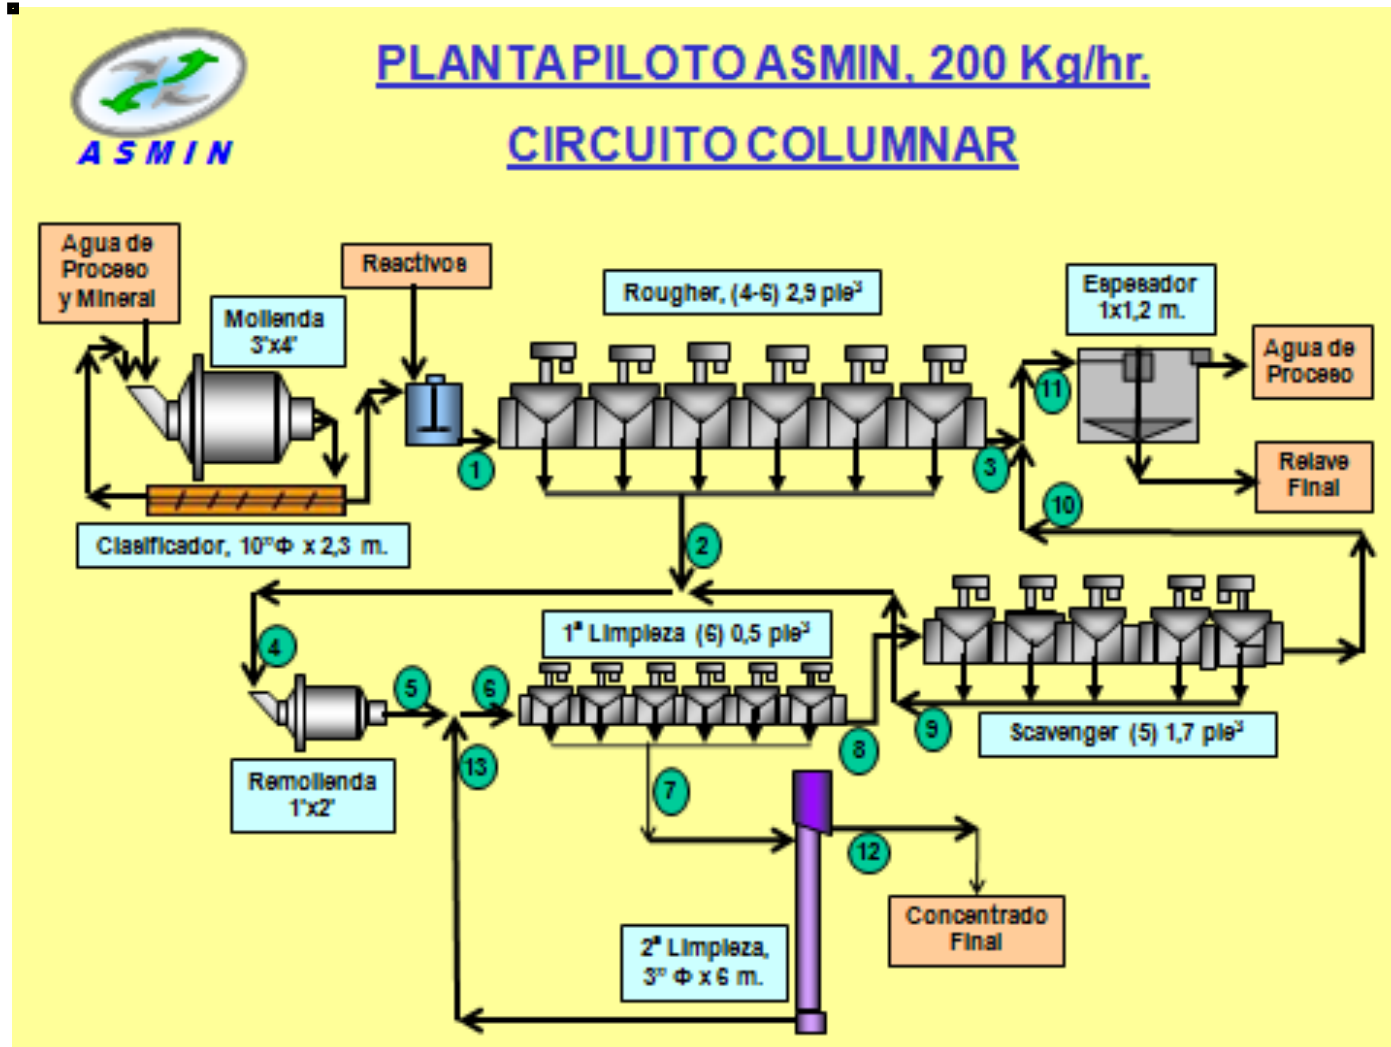 PLANTA PILOTO ASMIN, 200 Kg/hr.
CIRCUITO COLUMNAR
ASMIN
Agua de
Proceso
y Mineral
Molienda
3'x4'
Reactivos
Rougher, (4-6) 2,9 pie³
Espesador
1x1,2 m.
Agua de
Proceso
Relave
Final
Clasificador, 10"Φ x 2,3 m.
1
2
3
11
10
4
1ª Limpieza (6) 0,5 pie³
5
6
13
8
9
Scavenger (5) 1,7 pie³
Remolienda
1'x2'
7
12
Concentrado
Final
2ª Limpieza,
3" Φ x 6 m.